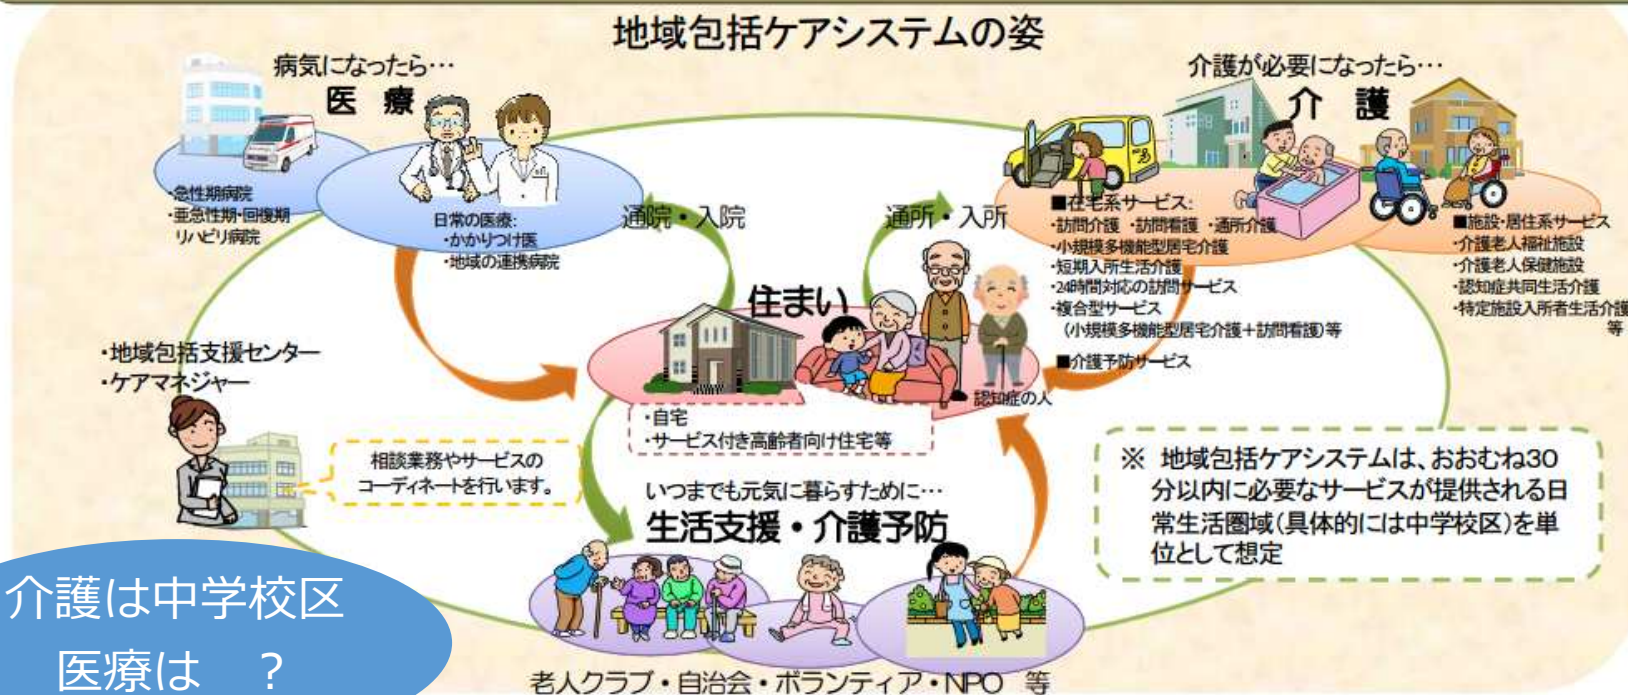 地域包括ケアシステムの姿
病気になったら…
医 療
・急性期病院
・亜急性期・回復期
リハビリ病院
日常の医療:
・かかりつけ医
・地域の連携病院
通院・入院
通所・入所
介護が必要になったら…
介 護
■在宅系サービス:
・訪問介護 ・訪問看護 ・通所介護
・小規模多機能型居宅介護
・短期入所生活介護
・24時間対応の訪問サービス
・複合型サービス
(小規模多機能型居宅介護+訪問看護)等
■介護予防サービス
■施設・居住系サービス
・介護老人福祉施設
・介護老人保健施設
・認知症共同生活介護
・特定施設入所者生活介護
等
住まい
認知症の人
・自宅
・サービス付き高齢者向け住宅等
・地域包括支援センター
・ケアマネジャー
相談業務やサービスの
コーディネートを行います。
いつまでも元気に暮らすために…
生活支援・介護予防
老人クラブ・自治会・ボランティア・NPO 等
※ 地域包括ケアシステムは、おおむね30
分以内に必要なサービスが提供される日
常生活圏域(具体的には中学校区)を単
位として想定
介護は中学校区
医療は ?